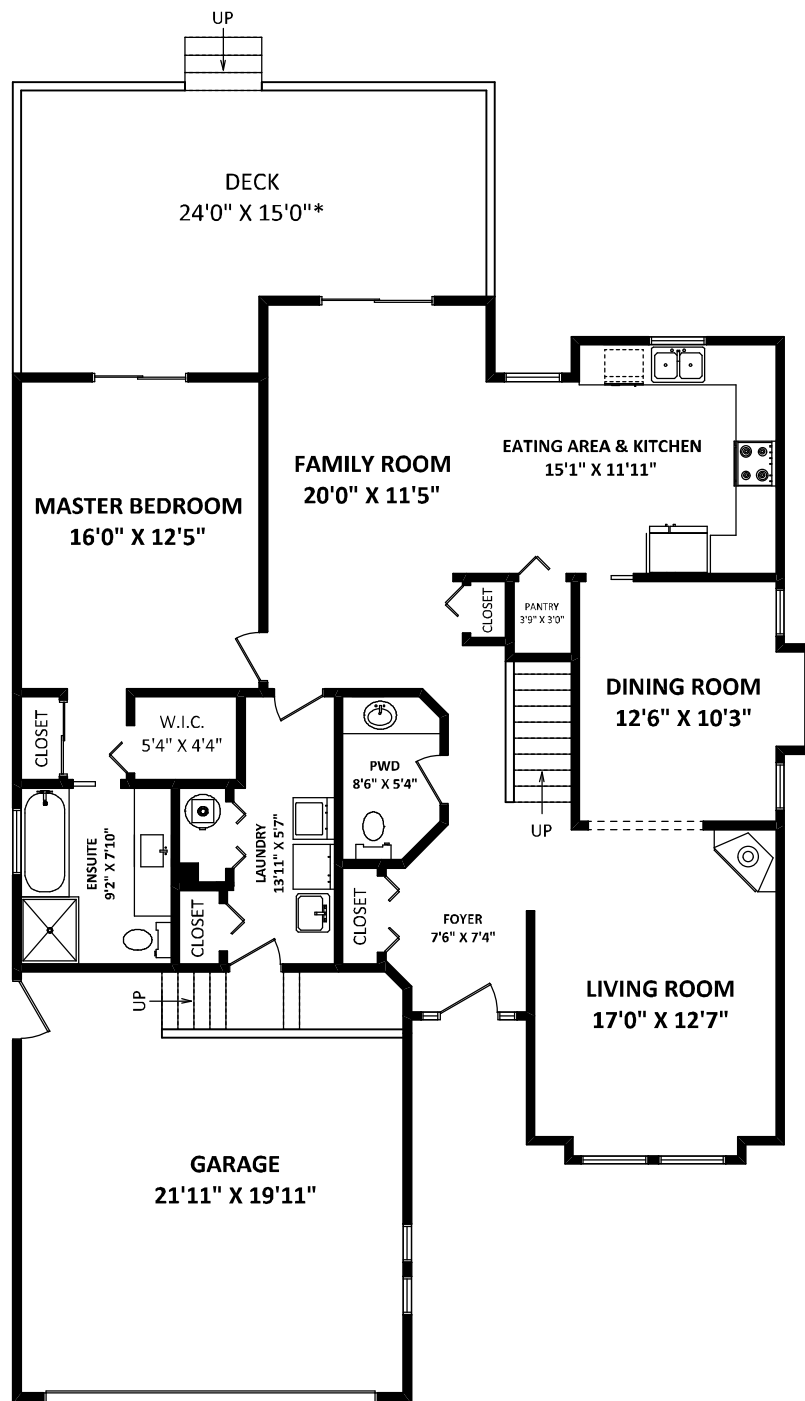 UP
DECK
24'0" X 15'0"*
EATING AREA & KITCHEN
15'1" X 11'11"
FAMILY ROOM
20'0" X 11'5"
MASTER BEDROOM
16'0" X 12'5"
CLOSET
PANTRY
3'9" X 3'0"
DINING ROOM
12'6" X 10'3"
CLOSET
W.I.C.
5'4" X 4'4"
PWD
8'6" X 5'4"
UP
ENSUITE
9'2" X 7'10"
LAUNDRY
13'11" X 5'7"
CLOSET
CLOSET
FOYER
7'6" X 7'4"
LIVING ROOM
17'0" X 12'7"
UP
GARAGE
21'11" X 19'11"